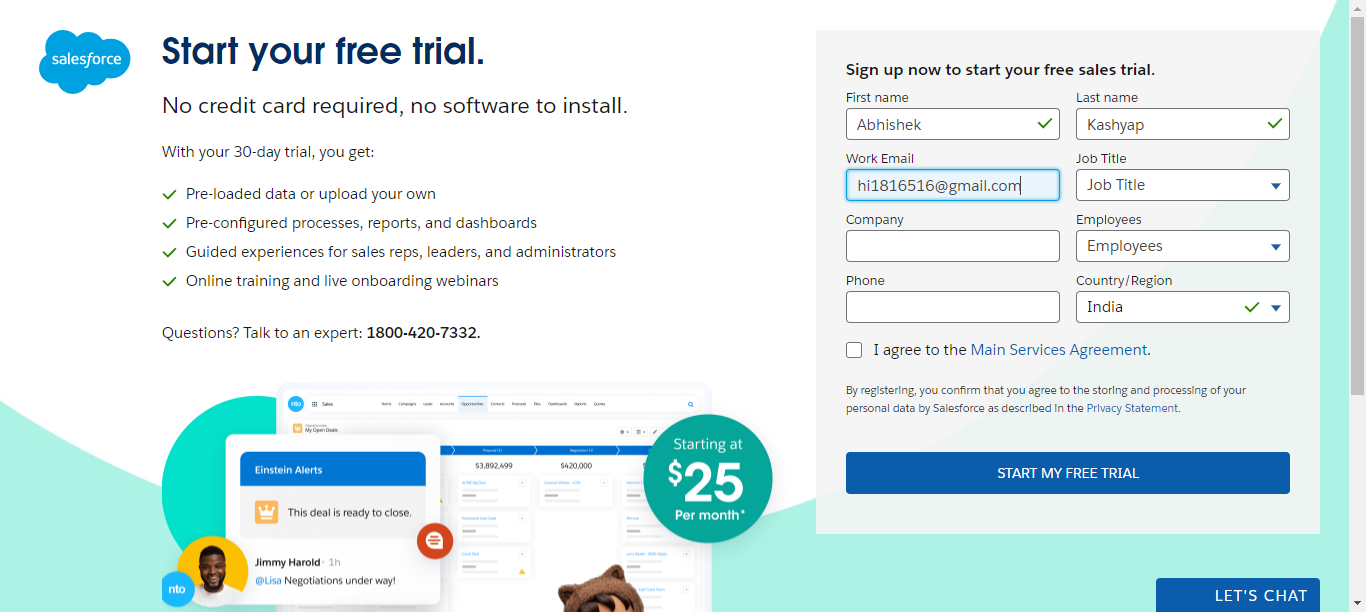 salesforce
Start your free trial.
No credit card required, no software to install.
With your 30-day trial, you get:
Pre-loaded data or upload your own
Pre-configured processes, reports, and dashboards
Guided experiences for sales reps, leaders, and administrators
Online training and live onboarding webinars
Questions? Talk to an expert: 1800-420-7332.
nto Sales Home Campaigns Leads Accounts Opportunities Contacts Forecasts Files Dashboards Reports Quotes
Opportunities
My Open Deals
$3,892,499 $420,000
Einstein Alerts
This deal is ready to close.
Jimmy Harold · 1h
@Lisa Negotiations under way!
nto
Starting at
$25
Per month*
Sign up now to start your free sales trial.
First name Last name
Abhishek Kashyap
Work Email Job Title
hi1816516@gmail.com Job Title
Company Employees
Employees
Phone Country/Region
India
I agree to the Main Services Agreement.
By registering, you confirm that you agree to the storing and processing of your
personal data by Salesforce as described in the Privacy Statement.
START MY FREE TRIAL
LET'S CHAT